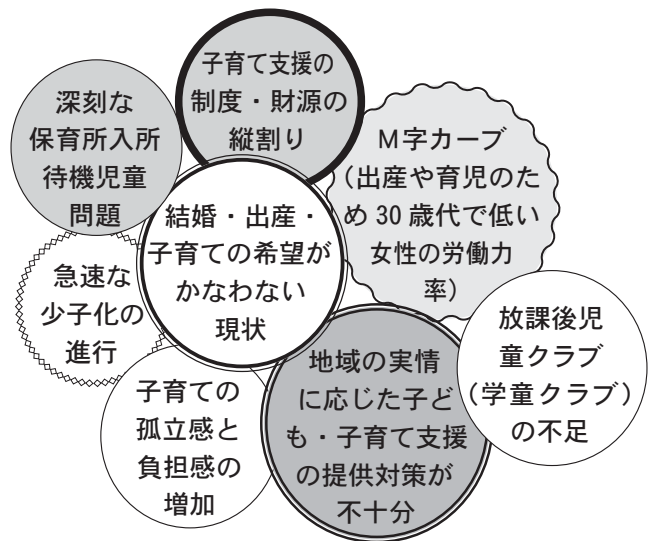 子育て支援の
制度・財源の
縦割り
深刻な
保育所入所
待機児童
問題
M字カーブ
(出産や育児のた
め 30 歳代で低い
女性の労働力
率)
結婚・出産・
子育ての希望が
かなわない
現状
急速な
少子化の
進行
放課後児
童クラブ
(学童クラブ)
の不足
地域の実情
に応じた子ど
も・子育て支援
の提供対策が
不十分
子育ての
孤立感と
負担感の
増加